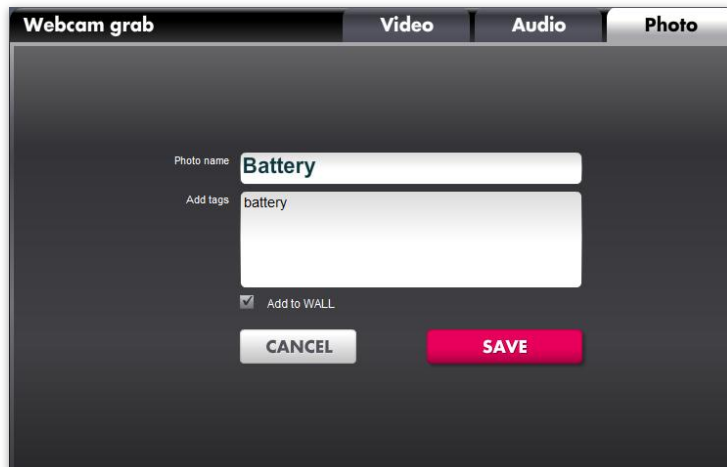 Webcam grab Video Audio Photo
Photo name Battery
Add tags battery
Add to WALL
CANCEL SAVE